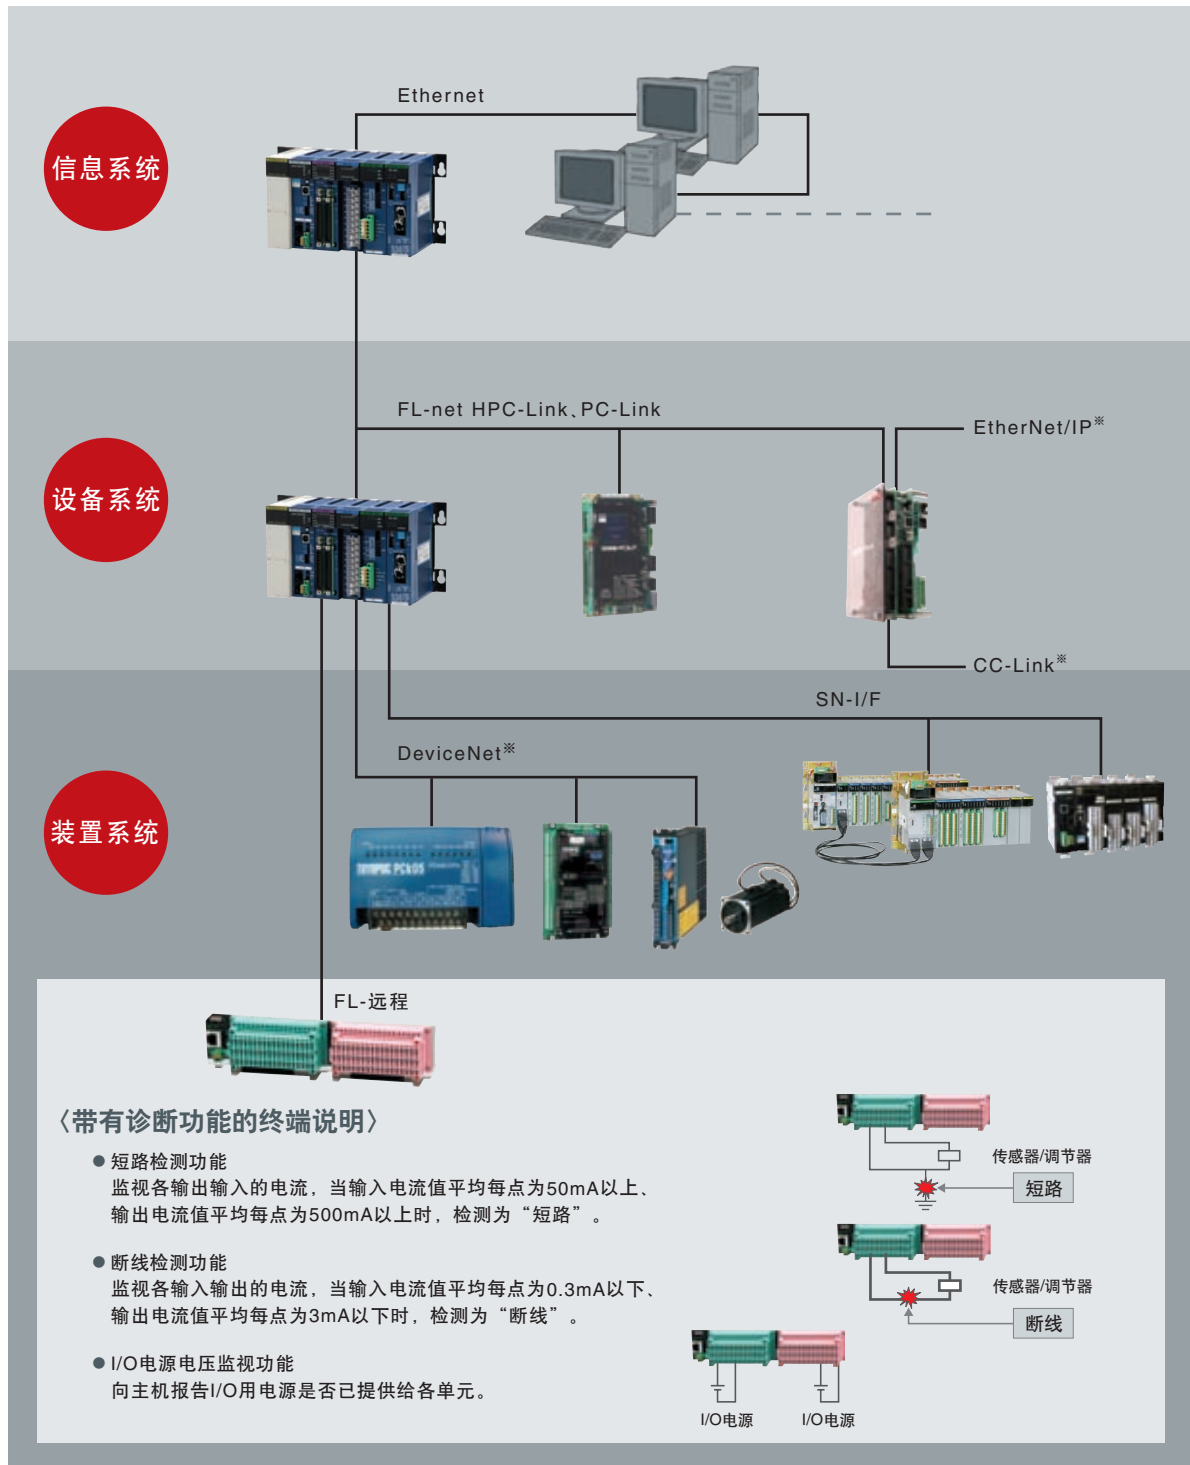 信息系统
Ethernet
设备系统
FL-net HPC-Link、PC-Link
EtherNet/IP※
CC-Link※
SN-I/F
装置系统
DeviceNet※
TOYOPUC PCk05
FL-远程
〈带有诊断功能的终端说明〉
● 短路检测功能
监视各输出输入的电流，当输入电流值平均每点为50mA以上、
输出电流值平均每点为500mA以上时，检测为“短路”。
● 断线检测功能
监视各输入输出的电流，当输入电流值平均每点为0.3mA以下、
输出电流值平均每点为3mA以下时，检测为“断线”。
● I/O电源电压监视功能
向主机报告I/O用电源是否已提供给各单元。
传感器/调节器
短路
传感器/调节器
断线
I/O电源
I/O电源